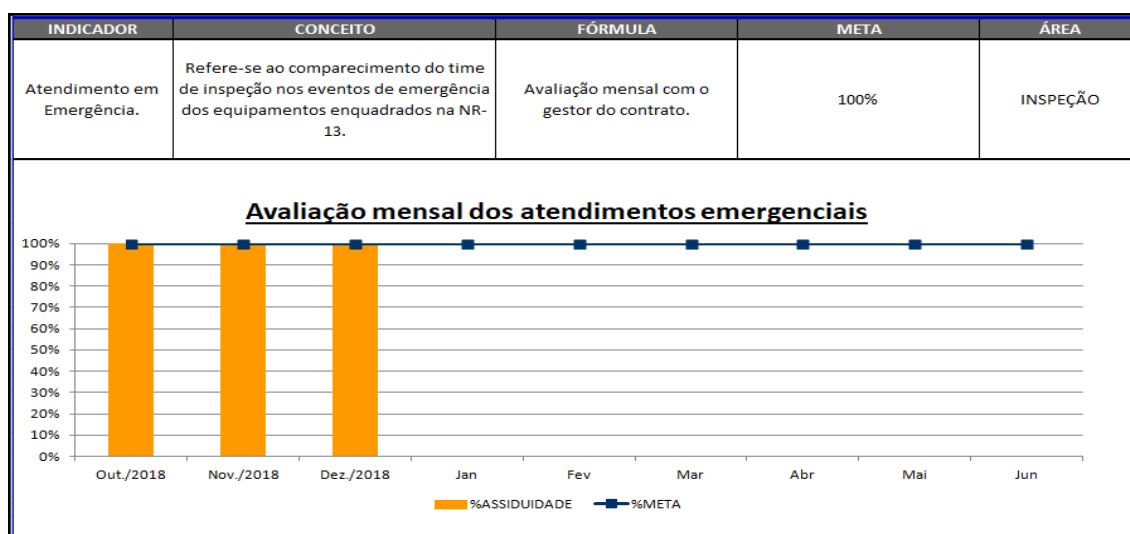 INDICADOR CONCEITO FÓRMULA META ÁREA
Atendimento em
Emergência.
Refere-se ao comparecimento do time
de inspeção nos eventos de emergência
dos equipamentos enquadrados na NR-
13.
Avaliação mensal com o
gestor do contrato.
100%
INSPEÇÃO
Avaliação mensal dos atendimentos emergenciais
100%
90%
80%
70%
60%
50%
40%
30%
20%
10%
0%
Out./2018 Nov./2018 Dez./2018 Jan Fev Mar Abr Mai Jun
%ASSIDUIDADE %META